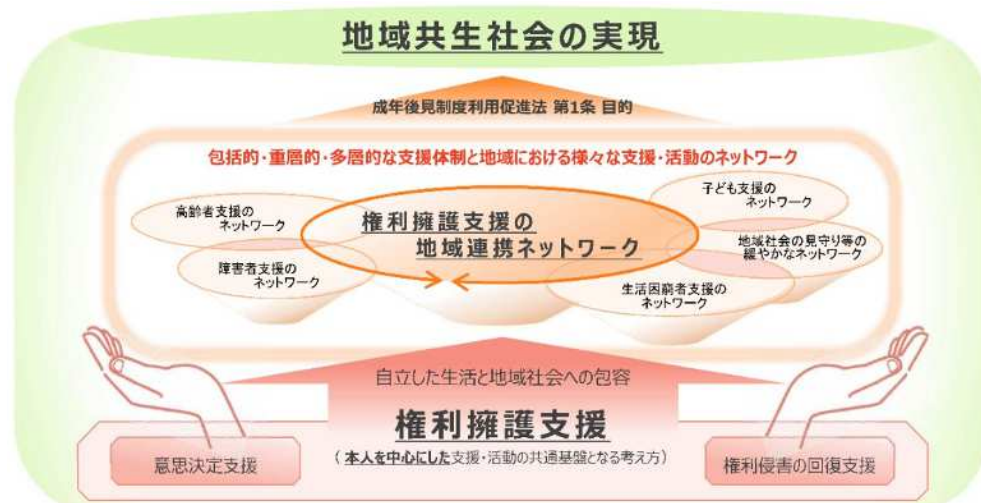 地域共生社会の実現
成年後見制度利用促進法 第1条 目的
包括的・重層的・多層的な支援体制と地域における様々な支援・活動のネットワーク
高齢者支援の
ネットワーク
障害者支援の
ネットワーク
権利擁護支援の
地域連携ネットワーク
子ども支援の
ネットワーク
地域社会の見守り等の
緩やかなネットワーク
生活困窮者支援の
ネットワーク
自立した生活と地域社会への包容
権利擁護支援
(本人を中心にした支援・活動の共通基盤となる考え方)
意思決定支援
権利侵害の回復支援